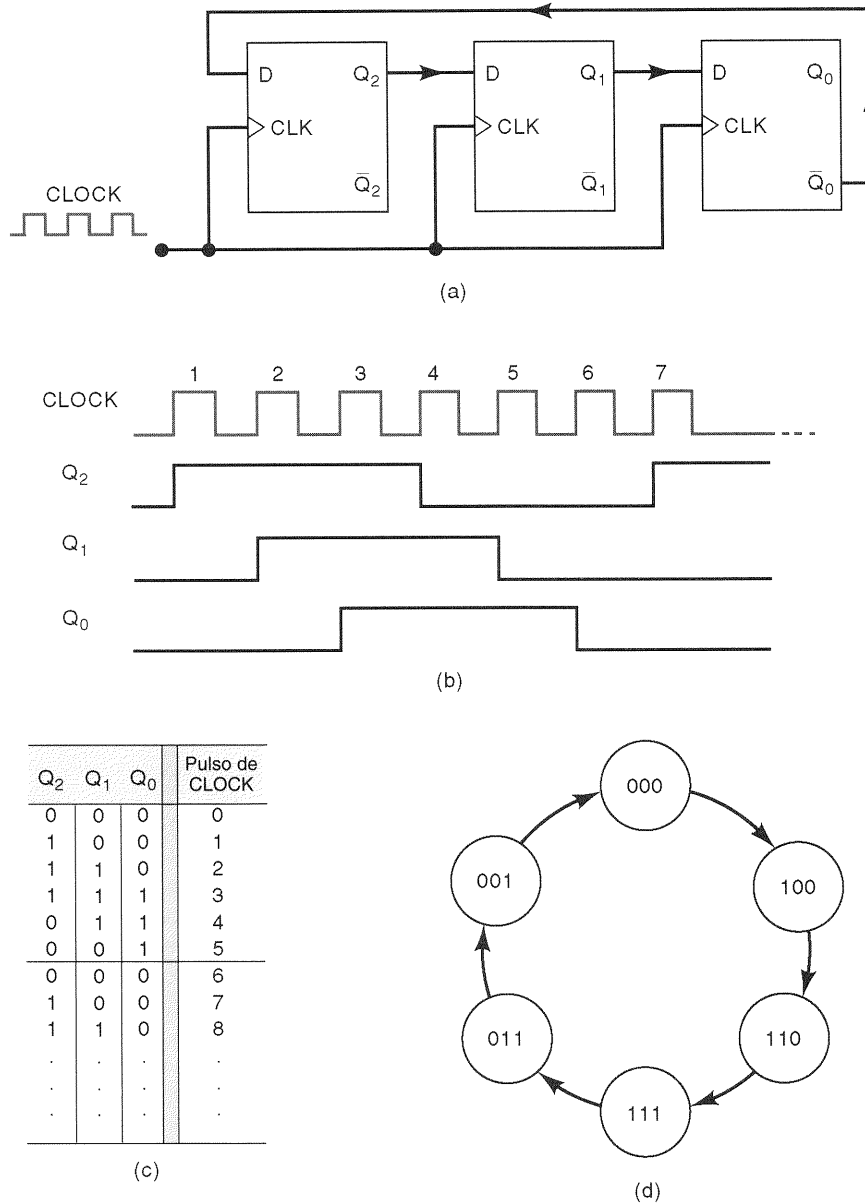 D Q2 D Q1 D Q0
CLK CLK CLK
Q̅2 Q̅1 Q̅0
CLOCK
(a)
1 2 3 4 5 6 7
CLOCK
Q2
Q1
Q0
(b)
Q2 Q1 Q0 Pulso de CLOCK
0 0 0 0
1 0 0 1
1 1 0 2
1 1 1 3
0 1 1 4
0 0 1 5
0 0 0 6
1 0 0 7
1 1 0 8
. . . .
. . . .
. . . .
(c)
000
100
110
111
011
001
(d)